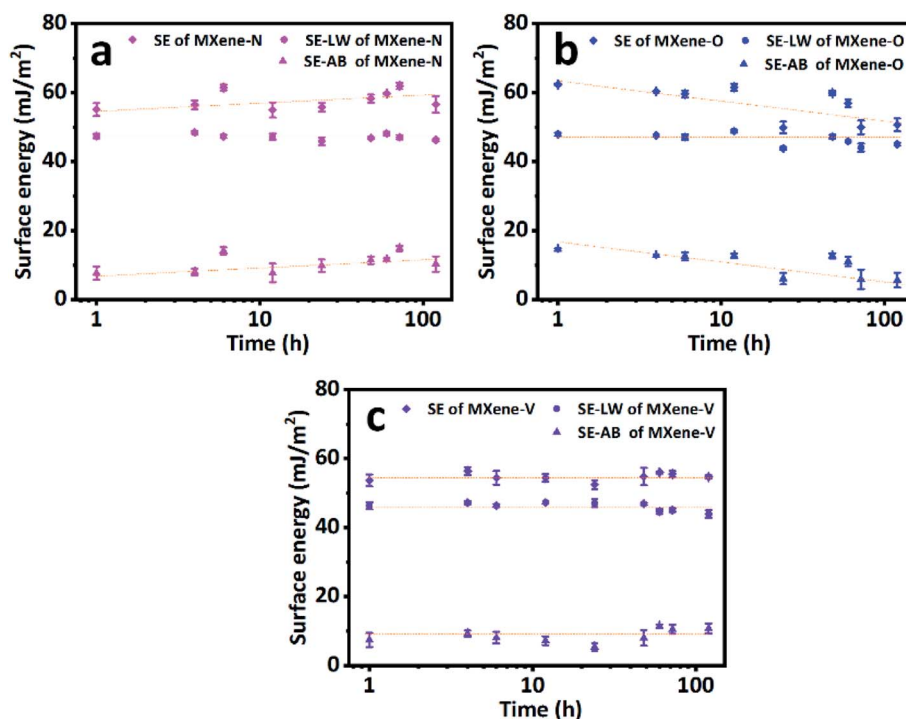 a
SE of MXene-N SE-LW of MXene-N
SE-AB of MXene-N
Surface energy (mJ/m²)
80
60
40
20
0
1 10 100
Time (h)
b
SE of MXene-O SE-LW of MXene-O
SE-AB of MXene-O
Surface energy (mJ/m²)
80
60
40
20
0
1 10 100
Time (h)
c
SE of MXene-V SE-LW of MXene-V
SE-AB of MXene-V
Surface energy (mJ/m²)
80
60
40
20
0
1 10 100
Time (h)